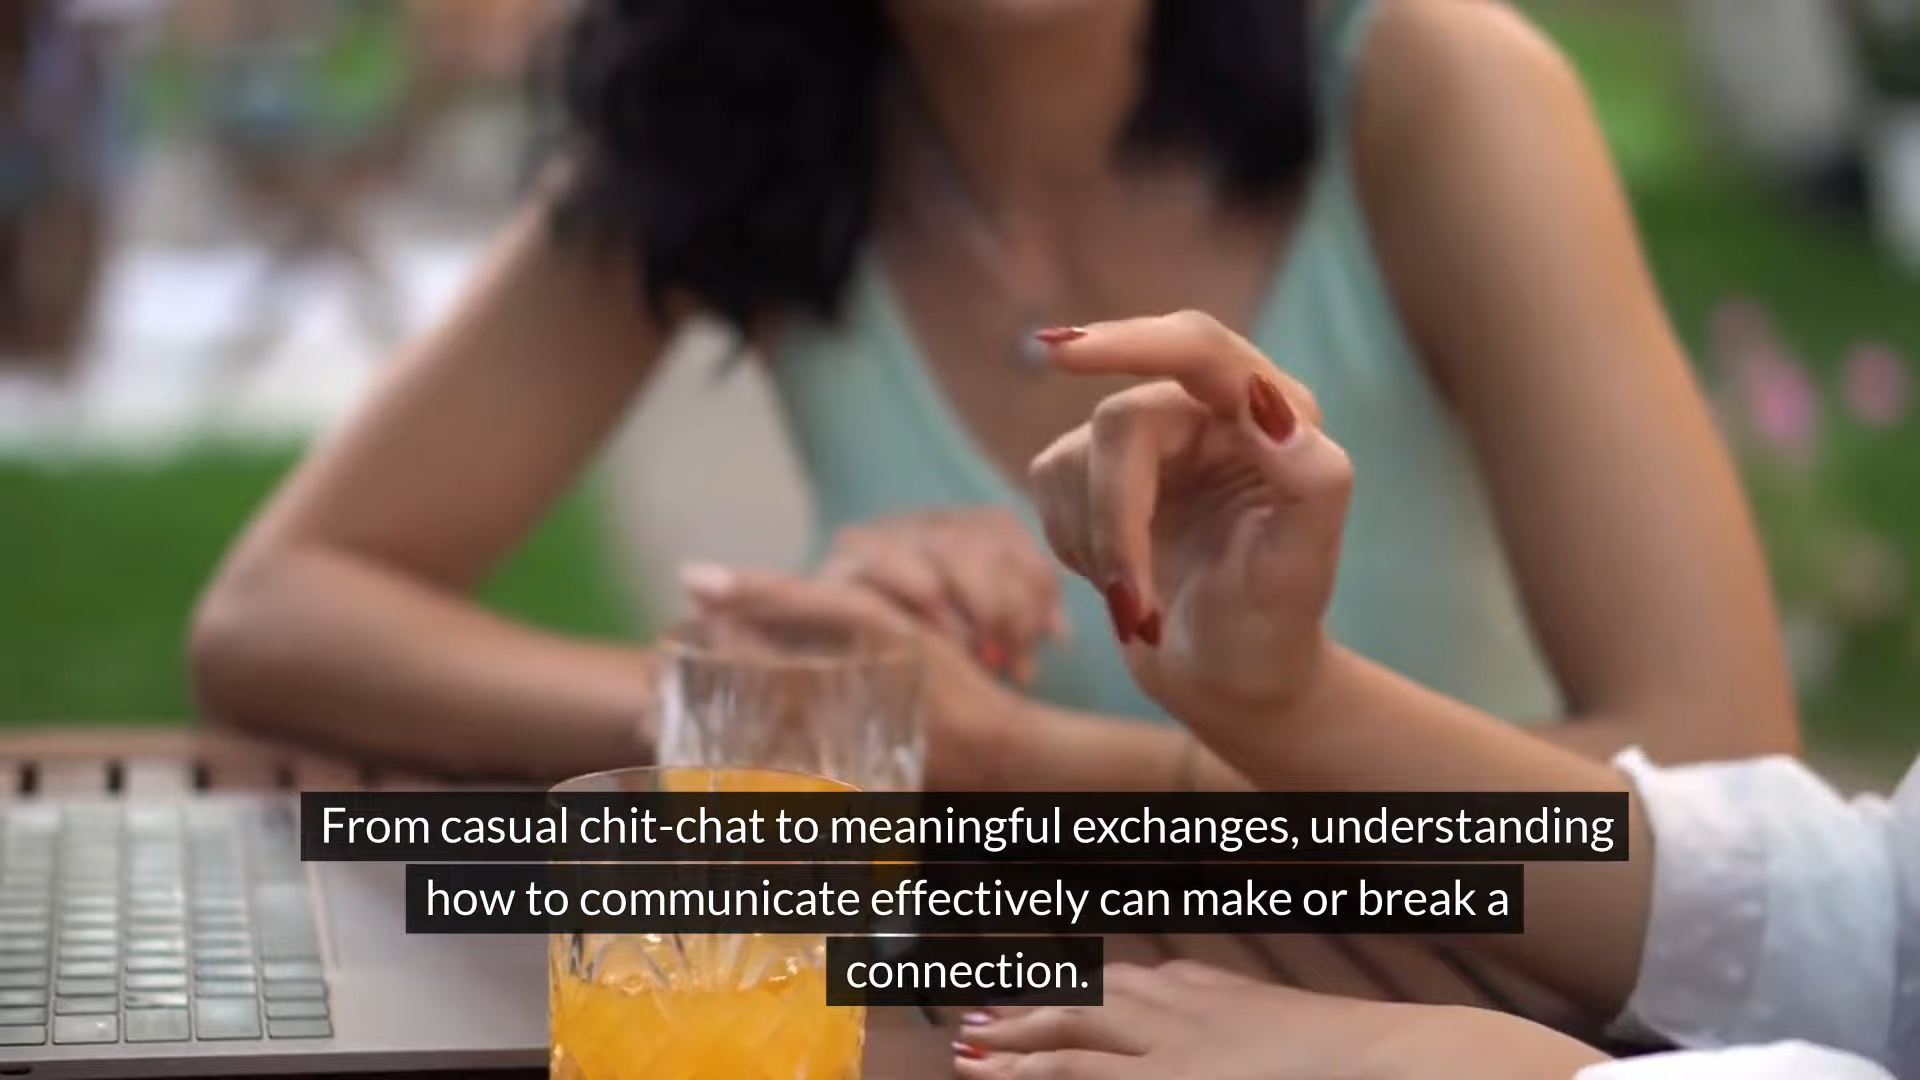 From casual chit-chat to meaningful exchanges, understanding
how to communicate effectively can make or break a
connection.